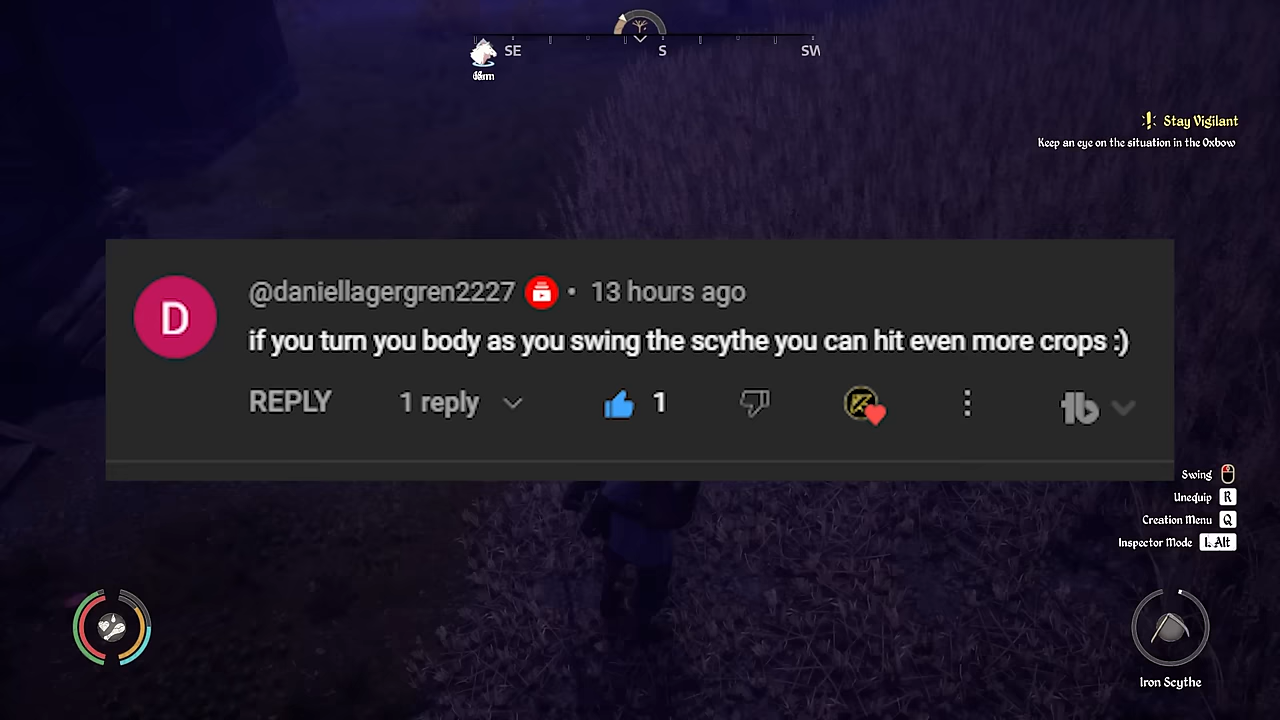 SE
S
SW
Stay Vigilant
Keep an eye on the situation in the Oxbow
D
@daniellagergren2227 • 13 hours ago
if you turn you body as you swing the scythe you can hit even more crops :)
REPLY 1 reply 1
Swing
Unequip R
Creation Menu Q
Inspector Mode L Alt
Iron Scythe